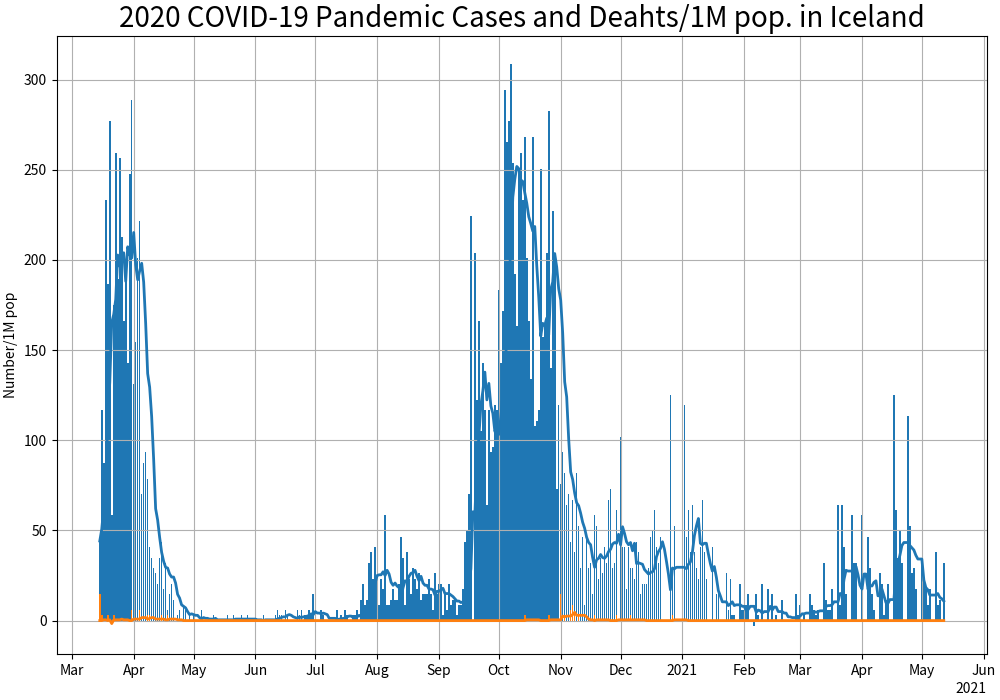 2020 COVID-19 Pandemic Cases and Deahts/1M pop. in Iceland
Number/1M pop
300
250
200
150
100
50
0
Mar Apr May Jun Jul Aug Sep Oct Nov Dec 2021 Feb Mar Apr May Jun
2021